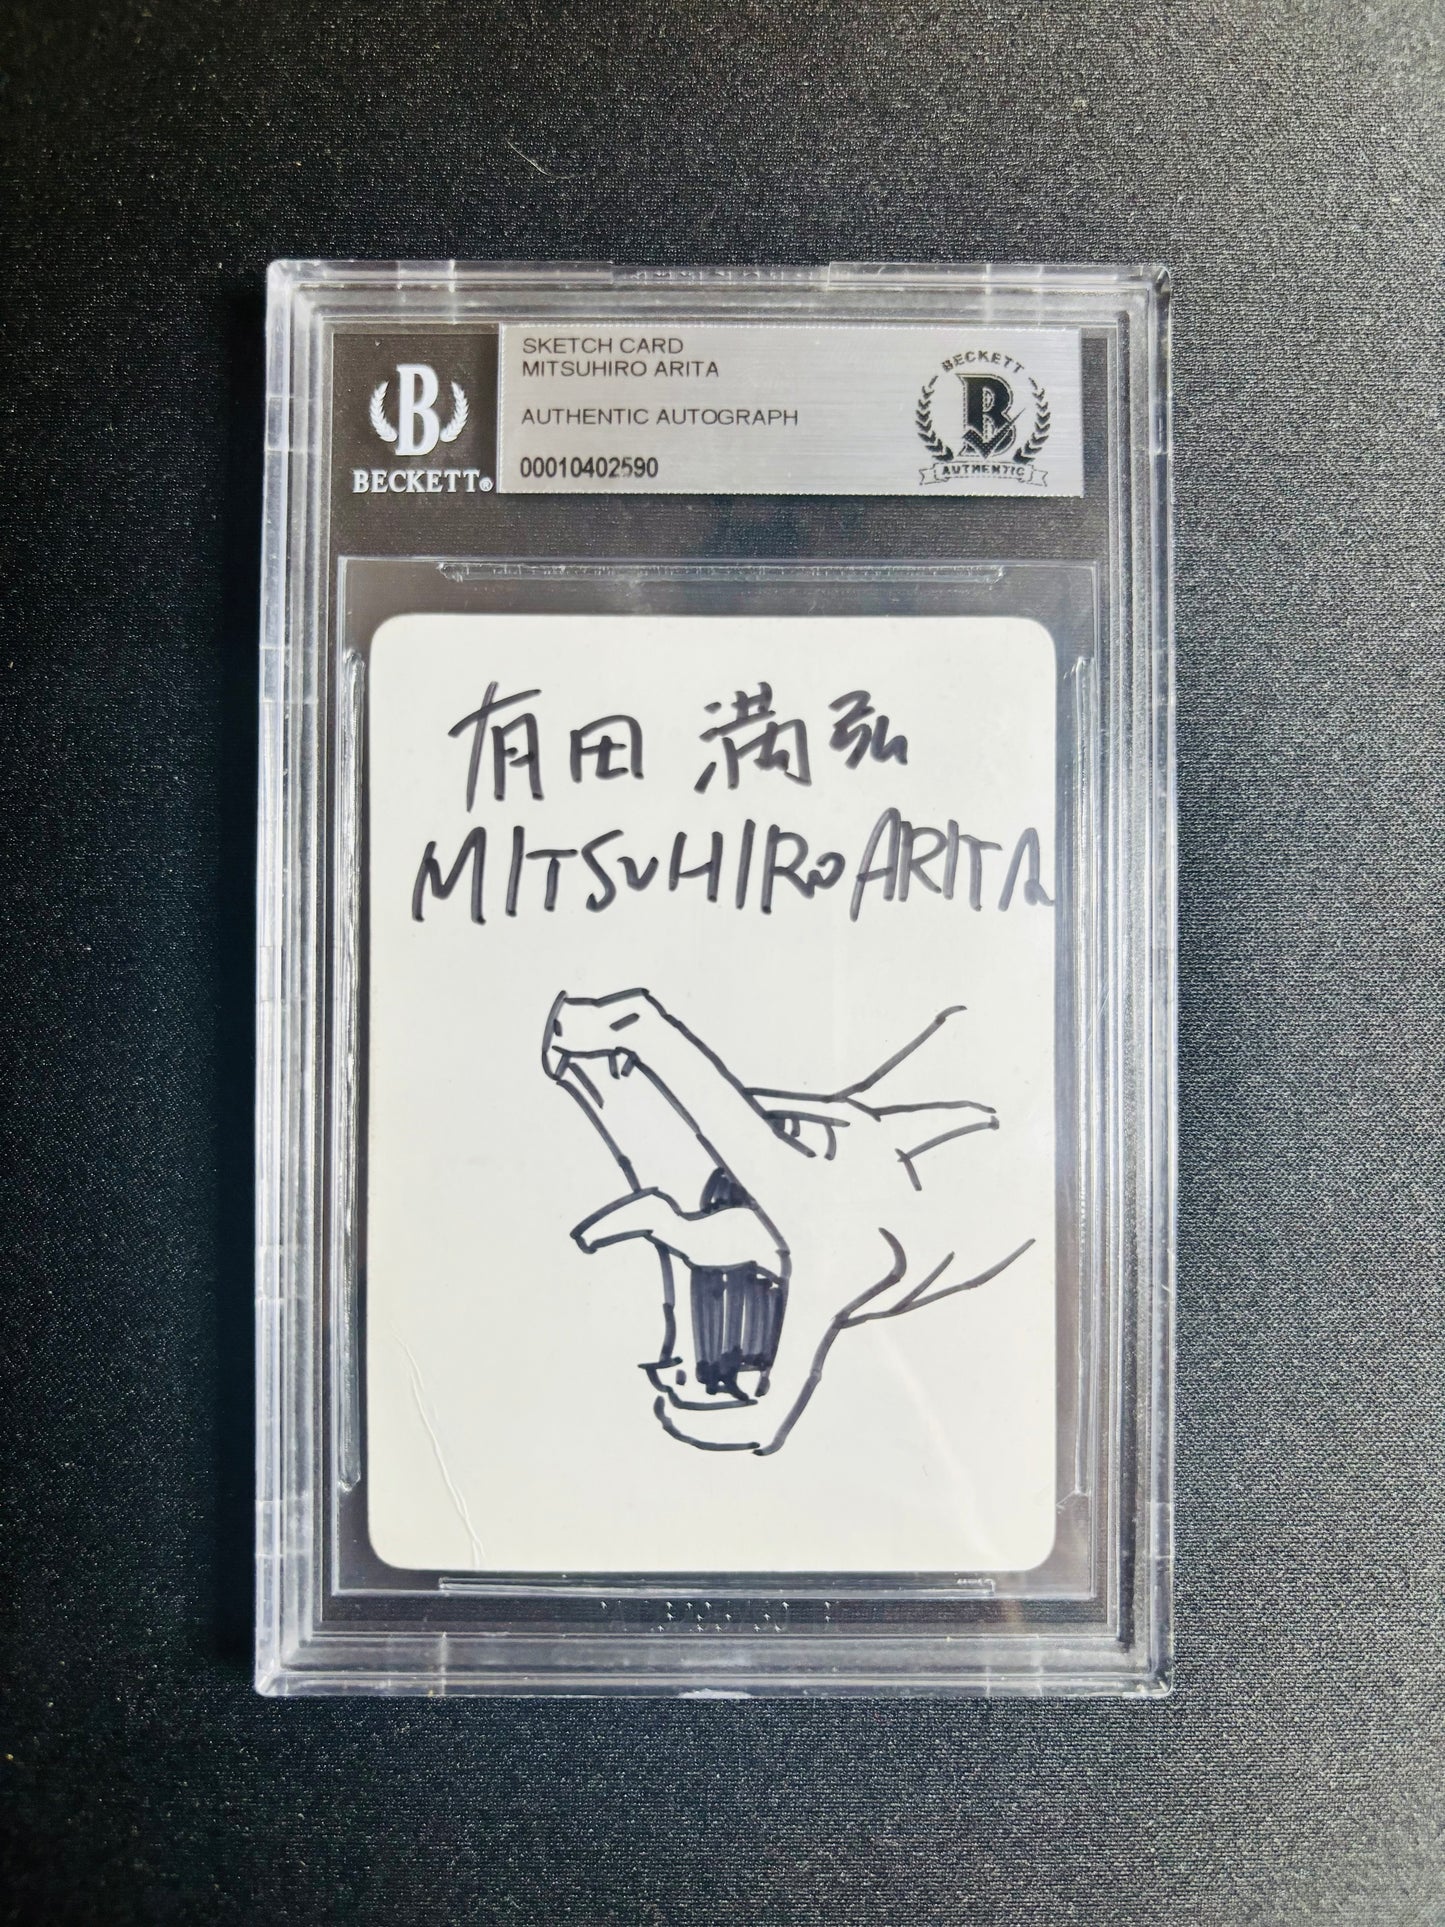 B
BECKETT®
SKETCH CARD
MITSUHIRO ARITA
AUTHENTIC AUTOGRAPH
00010402590
BECKETT
B
AUTHENTIC
有田 満弘
MITSUHIRO ARITA